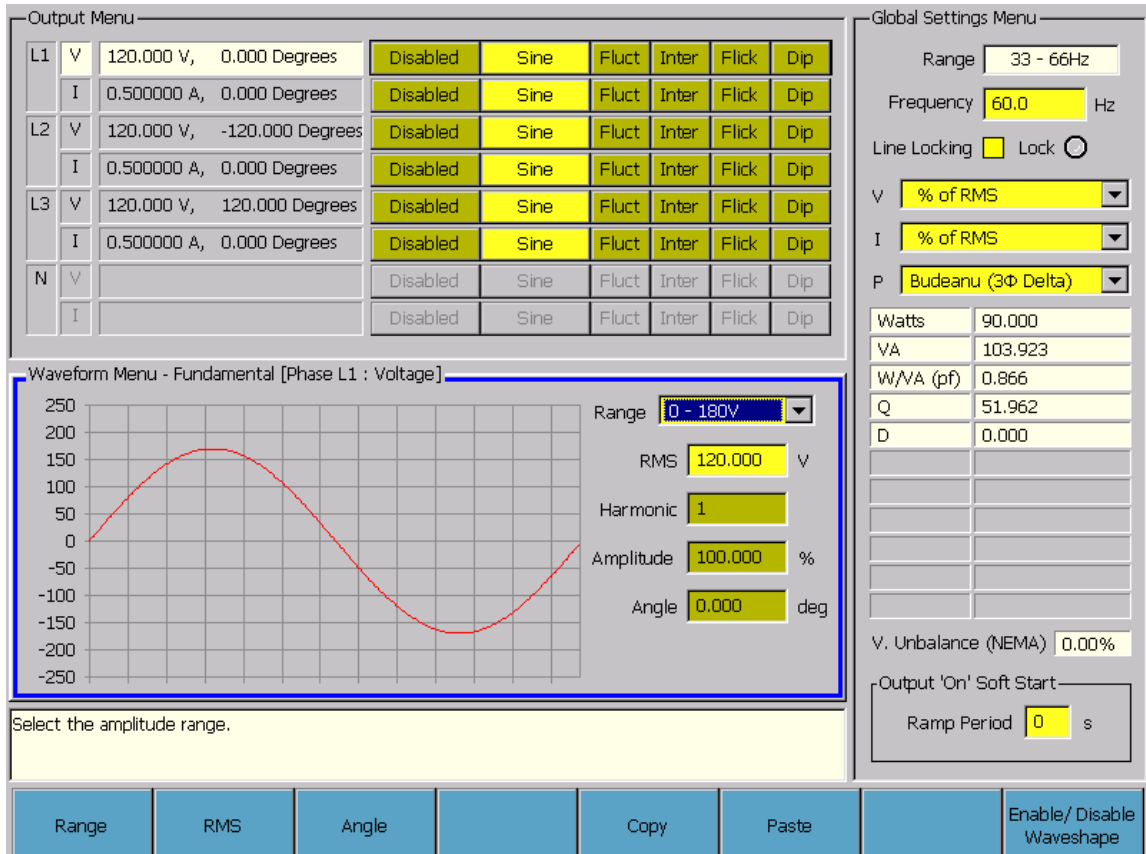 Output Menu
L1 V 120.000 V, 0.000 Degrees Disabled Sine Fluct Inter Flick Dip
I 0.500000 A, 0.000 Degrees Disabled Sine Fluct Inter Flick Dip
L2 V 120.000 V, -120.000 Degrees Disabled Sine Fluct Inter Flick Dip
I 0.500000 A, 0.000 Degrees Disabled Sine Fluct Inter Flick Dip
L3 V 120.000 V, 120.000 Degrees Disabled Sine Fluct Inter Flick Dip
I 0.500000 A, 0.000 Degrees Disabled Sine Fluct Inter Flick Dip
N V Disabled Sine Fluct Inter Flick Dip
I Disabled Sine Fluct Inter Flick Dip
Waveform Menu - Fundamental [Phase L1 : Voltage]
250
200
150
100
50
0
-50
-100
-150
-200
-250
Range 0 - 180V
RMS 120.000 V
Harmonic 1
Amplitude 100.000 %
Angle 0.000 deg
Select the amplitude range.
Global Settings Menu
Range 33 - 66Hz
Frequency 60.0 Hz
Line Locking Lock
V % of RMS
I % of RMS
P Budeanu (3Φ Delta)
Watts 90.000
VA 103.923
W/VA (pf) 0.866
Q 51.962
D 0.000
V. Unbalance (NEMA) 0.00%
Output 'On' Soft Start
Ramp Period 0 s
Range RMS Angle Copy Paste Enable/ Disable
Waveshape